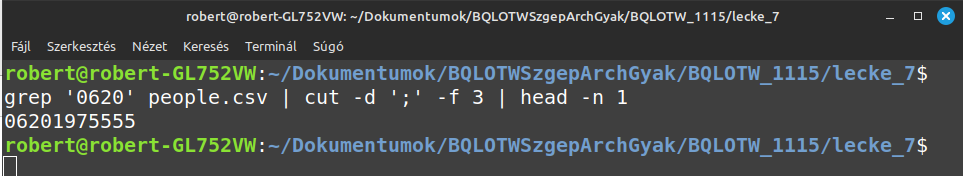 robert@robert-GL752VW: ~/Dokumentumok/BQLOTWSzgepArchGyak/BQLOTW_1115/lecke_7
Fájl Szerkesztés Nézet Keresés Terminál Súgó
robert@robert-GL752VW:~/Dokumentumok/BQLOTWSzgepArchGyak/BQLOTW_1115/lecke_7$
grep '0620' people.csv | cut -d ';' -f 3 | head -n 1
06201975555
robert@robert-GL752VW:~/Dokumentumok/BQLOTWSzgepArchGyak/BQLOTW_1115/lecke_7$